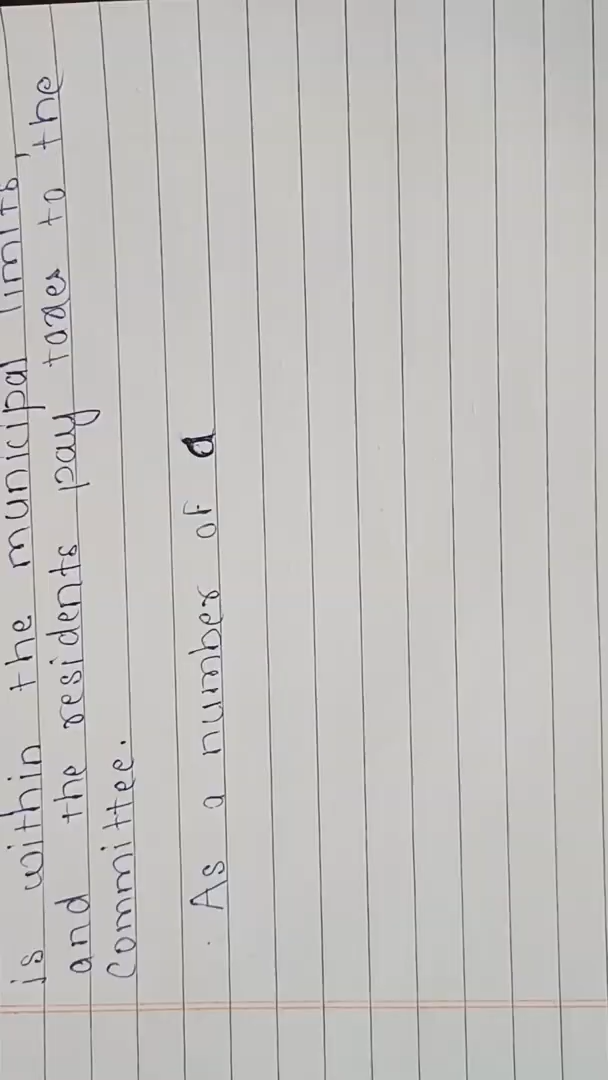 is within the municipal limits,
and the residents pay taxes to the
Committee.
As a number of a